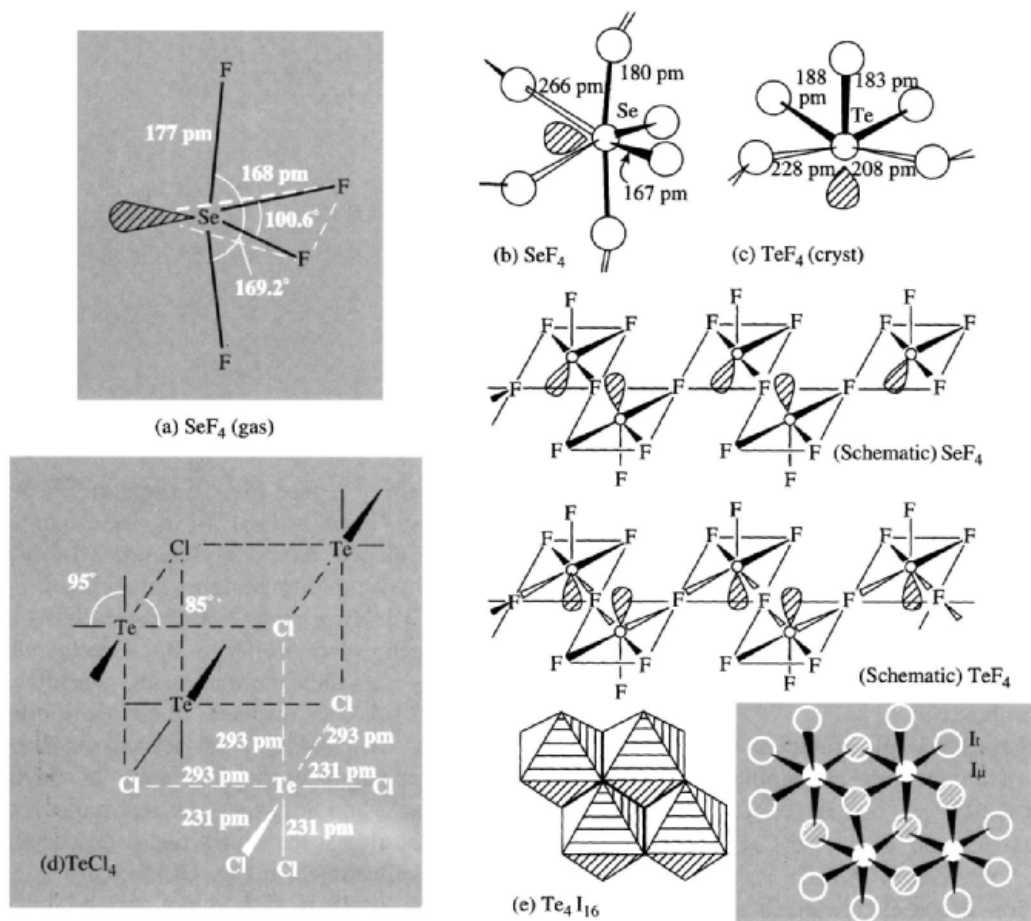 F
177 pm
168 pm
F
Se
100.6°
F
169.2°
F
(a) SeF4 (gas)
266 pm
180 pm
Se
167 pm
(b) SeF4
188
pm
183 pm
Te
228 pm
208 pm
(c) TeF4 (cryst)
F F F
F F F F F F
F F F F F F
F F F F
(Schematic) SeF4
F F
F F F
F F F F F F
F F F F F F
F F F F
(Schematic) TeF4
F F
Cl Te
95°
85°
Te Cl
Te Cl
293 pm 293 pm
Cl 293 pm Te 231 pm Cl
231 pm 231 pm
Cl Cl
(d)TeCl4
(e) Te4 I16
It
Iμ